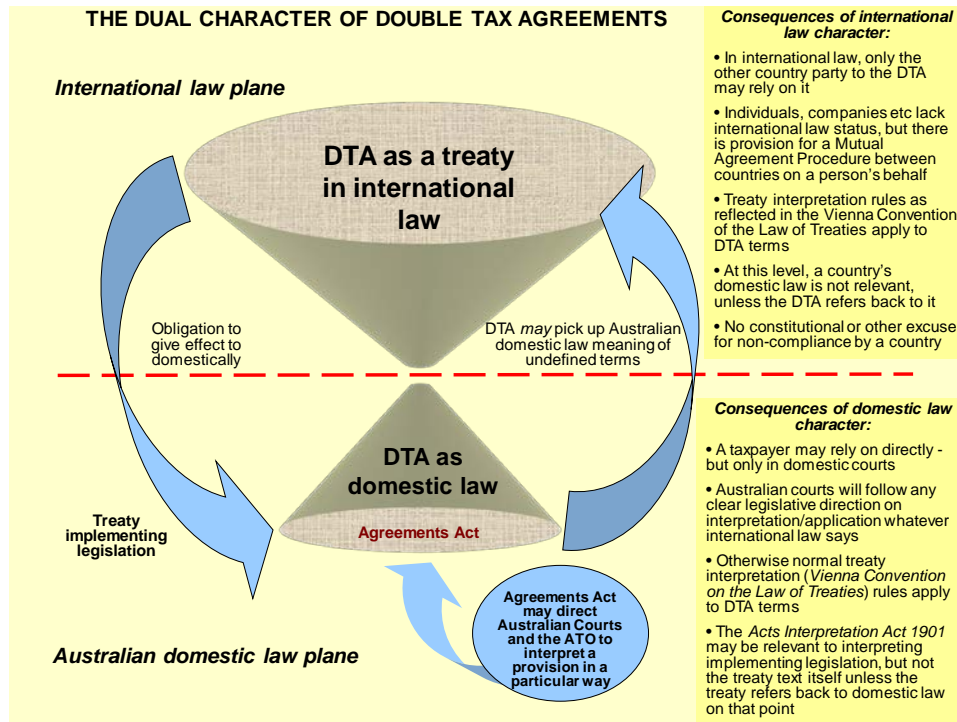 THE DUAL CHARACTER OF DOUBLE TAX AGREEMENTS
International law plane
DTA as a treaty
in international
law
Obligation to
give effect to
domestically
DTA may pick up Australian
domestic law meaning of
undefined terms
DTA as
domestic law
Agreements Act
Treaty
implementing
legislation
Agreements Act
may direct
Australian Courts
and the ATO to
interpret a
provision in a
particular way
Australian domestic law plane
Consequences of international
law character:
• In international law, only the
other country party to the DTA
may rely on it
• Individuals, companies etc lack
international law status, but there
is provision for a Mutual
Agreement Procedure between
countries on a person's behalf
• Treaty interpretation rules as
reflected in the Vienna Convention
of the Law of Treaties apply to
DTA terms
• At this level, a country's
domestic law is not relevant,
unless the DTA refers back to it
• No constitutional or other excuse
for non-compliance by a country
Consequences of domestic law
character:
• A taxpayer may rely on directly -
but only in domestic courts
• Australian courts will follow any
clear legislative direction on
interpretation/application whatever
international law says
• Otherwise normal treaty
interpretation (Vienna Convention
on the Law of Treaties) rules apply
to DTA terms
• The Acts Interpretation Act 1901
may be relevant to interpreting
implementing legislation, but not
the treaty text itself unless the
treaty refers back to domestic law
on that point